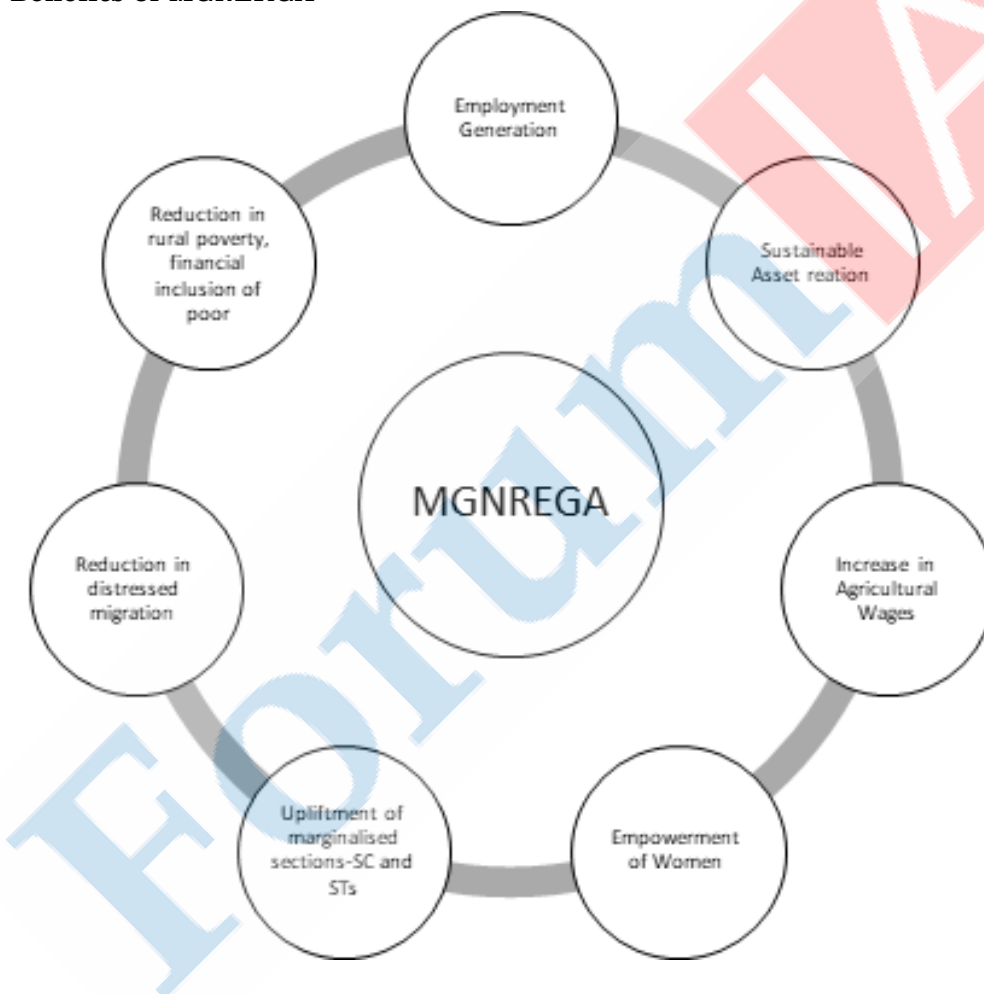 Benefits of MGNREGA
Employment
Generation
Sustainable
Asset reation
Increase in
Agricultural
Wages
Empowerment
of Women
Upliftment of
marginalised
sections-SC and
STs
Reduction in
distressed
migration
Reduction in
rural poverty,
financial
inclusion of
poor
MGNREGA
ForumIA